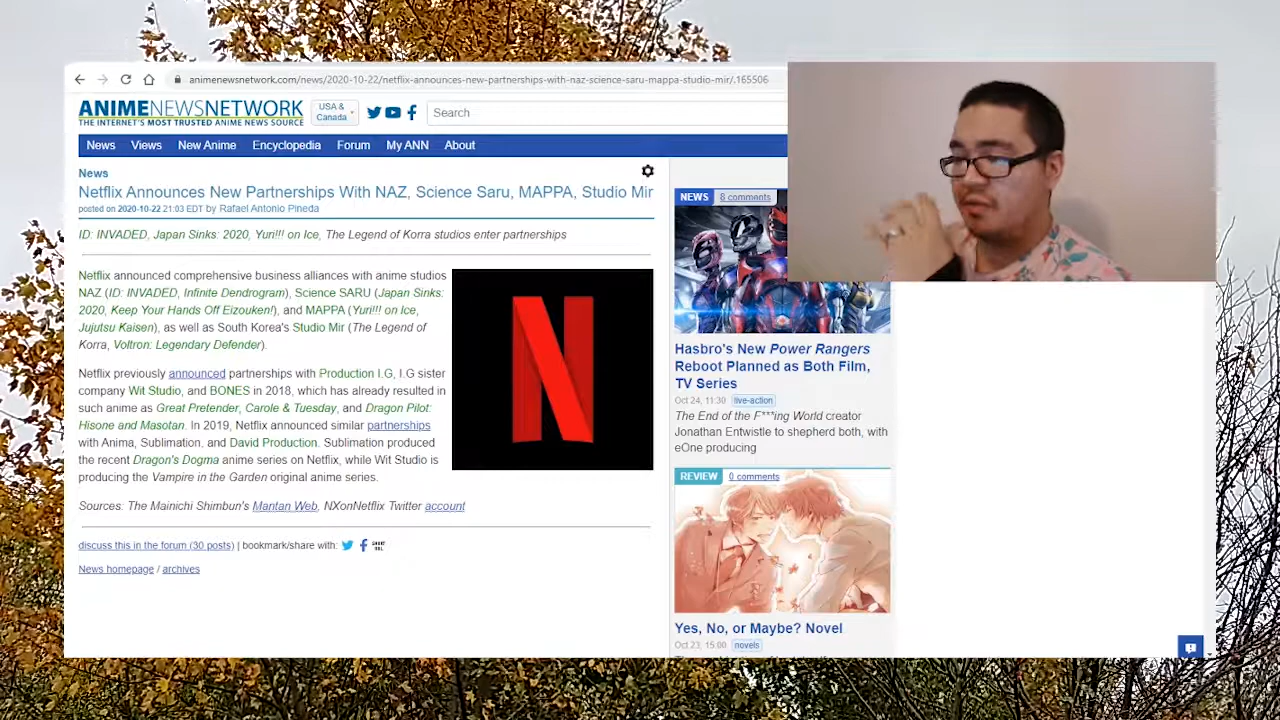 animenewsnetwork.com/news/2020-10-22/netflix-announces-new-partnerships-with-naz-science-saru-mappa-studio-mir/.165506
ANIMENEWSNETWORK
THE INTERNET'S MOST TRUSTED ANIME NEWS SOURCE
USA &
Canada
Search
News Views New Anime Encyclopedia Forum My ANN About
News
Netflix Announces New Partnerships With NAZ, Science Saru, MAPPA, Studio Mir
posted on 2020-10-22 21:03 EDT by Rafael Antonio Pineda
ID: INVADED, Japan Sinks: 2020, Yuri!!! on Ice, The Legend of Korra studios enter partnerships
Netflix announced comprehensive business alliances with anime studios
NAZ (ID: INVADED, Infinite Dendrogram), Science SARU (Japan Sinks:
2020, Keep Your Hands Off Eizouken!), and MAPPA (Yuri!!! on Ice,
Jujutsu Kaisen), as well as South Korea's Studio Mir (The Legend of
Korra, Voltron: Legendary Defender).
Netflix previously announced partnerships with Production I.G, I.G sister
company Wit Studio, and BONES in 2018, which has already resulted in
such anime as Great Pretender, Carole & Tuesday, and Dragon Pilot:
Hisone and Masotan. In 2019, Netflix announced similar partnerships
with Anima, Sublimation, and David Production. Sublimation produced
the recent Dragon's Dogma anime series on Netflix, while Wit Studio is
producing the Vampire in the Garden original anime series.
Sources: The Mainichi Shimbun's Mantan Web, NXonNetflix Twitter account
discuss this in the forum (30 posts) | bookmark/share with: SHORT URL
News homepage / archives
NEWS 8 comments
Hasbro's New Power Rangers
Reboot Planned as Both Film,
TV Series
Oct 24, 11:30 live-action
The End of the F***ing World creator
Jonathan Entwistle to shepherd both, with
eOne producing
REVIEW 0 comments
Yes, No, or Maybe? Novel
Oct 23, 15:00 novels